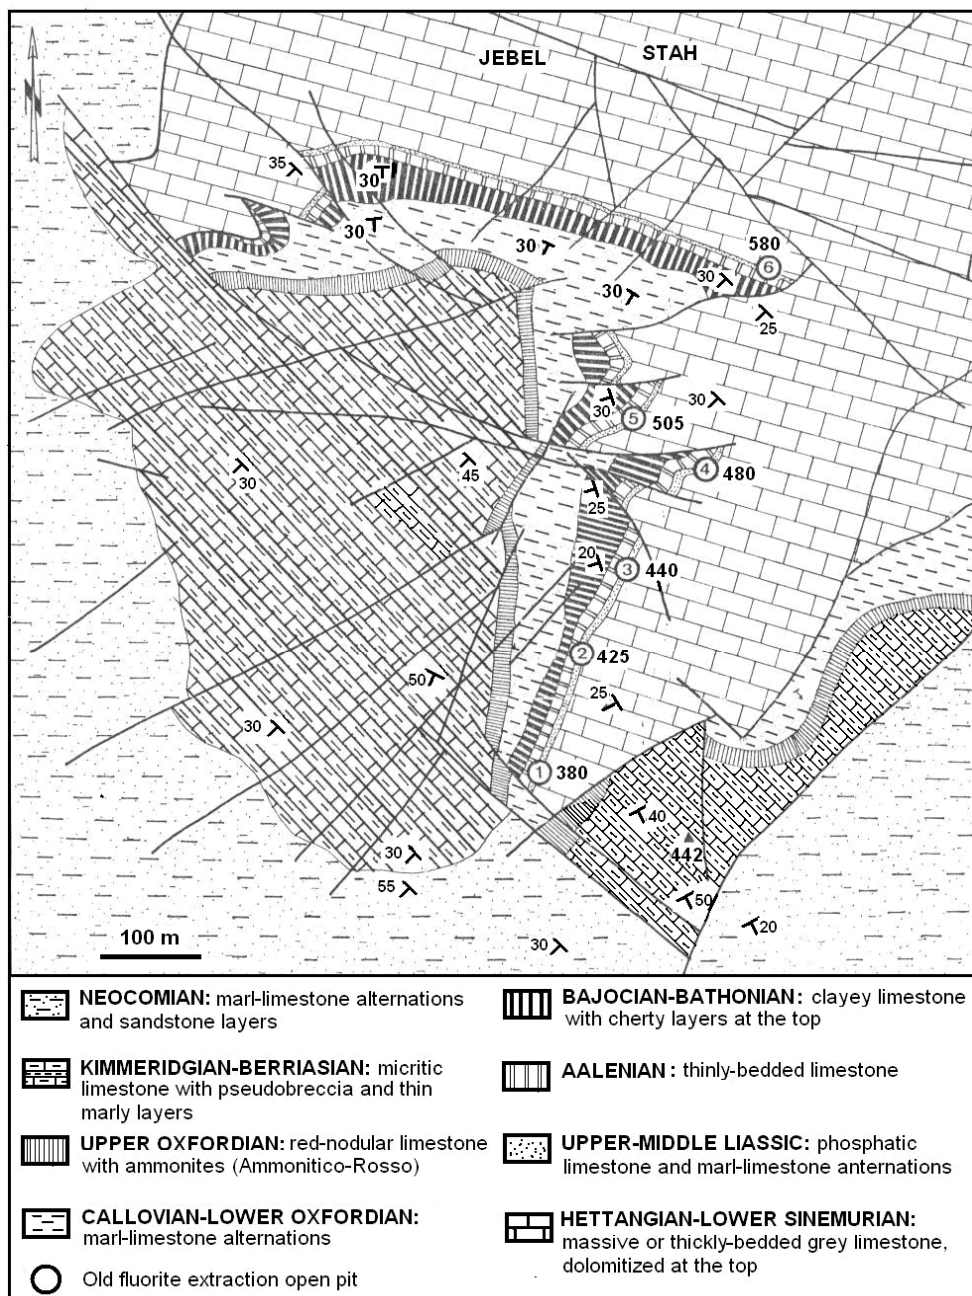 JEBEL STAH
N
35
30
30
30
30
30
580
6
25
30
30
5 505
4 480
45
30
25
20
3 440
2 425
50
25
30
1 380
40
442
30
55
50
20
30
100 m
NEOCOMIAN: marl-limestone alternations
and sandstone layers
KIMMERIDGIAN-BERRIASIAN: micritic
limestone with pseudobreccia and thin
marly layers
UPPER OXFORDIAN: red-nodular limestone
with ammonites (Ammonitico-Rosso)
CALLOVIAN-LOWER OXFORDIAN:
marl-limestone alternations
Old fluorite extraction open pit
BAJOCIAN-BATHONIAN: clayey limestone
with cherty layers at the top
AALENIAN : thinly-bedded limestone
UPPER-MIDDLE LIASSIC: phosphatic
limestone and marl-limestone anternations
HETTANGIAN-LOWER SINEMURIAN:
massive or thickly-bedded grey limestone,
dolomitized at the top